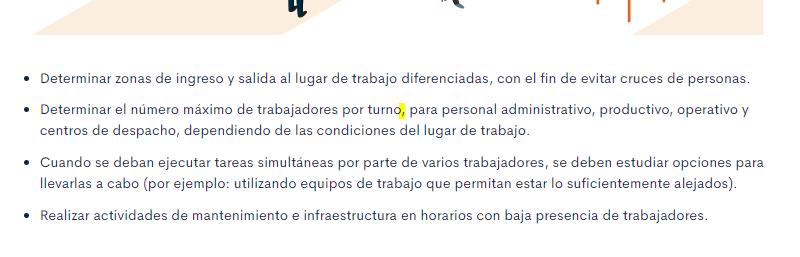 • Determinar zonas de ingreso y salida al lugar de trabajo diferenciadas, con el fin de evitar cruces de personas.
• Determinar el número máximo de trabajadores por turno, para personal administrativo, productivo, operativo y
centros de despacho, dependiendo de las condiciones del lugar de trabajo.
• Cuando se deban ejecutar tareas simultáneas por parte de varios trabajadores, se deben estudiar opciones para
llevarlas a cabo (por ejemplo: utilizando equipos de trabajo que permitan estar lo suficientemente alejados).
• Realizar actividades de mantenimiento e infraestructura en horarios con baja presencia de trabajadores.